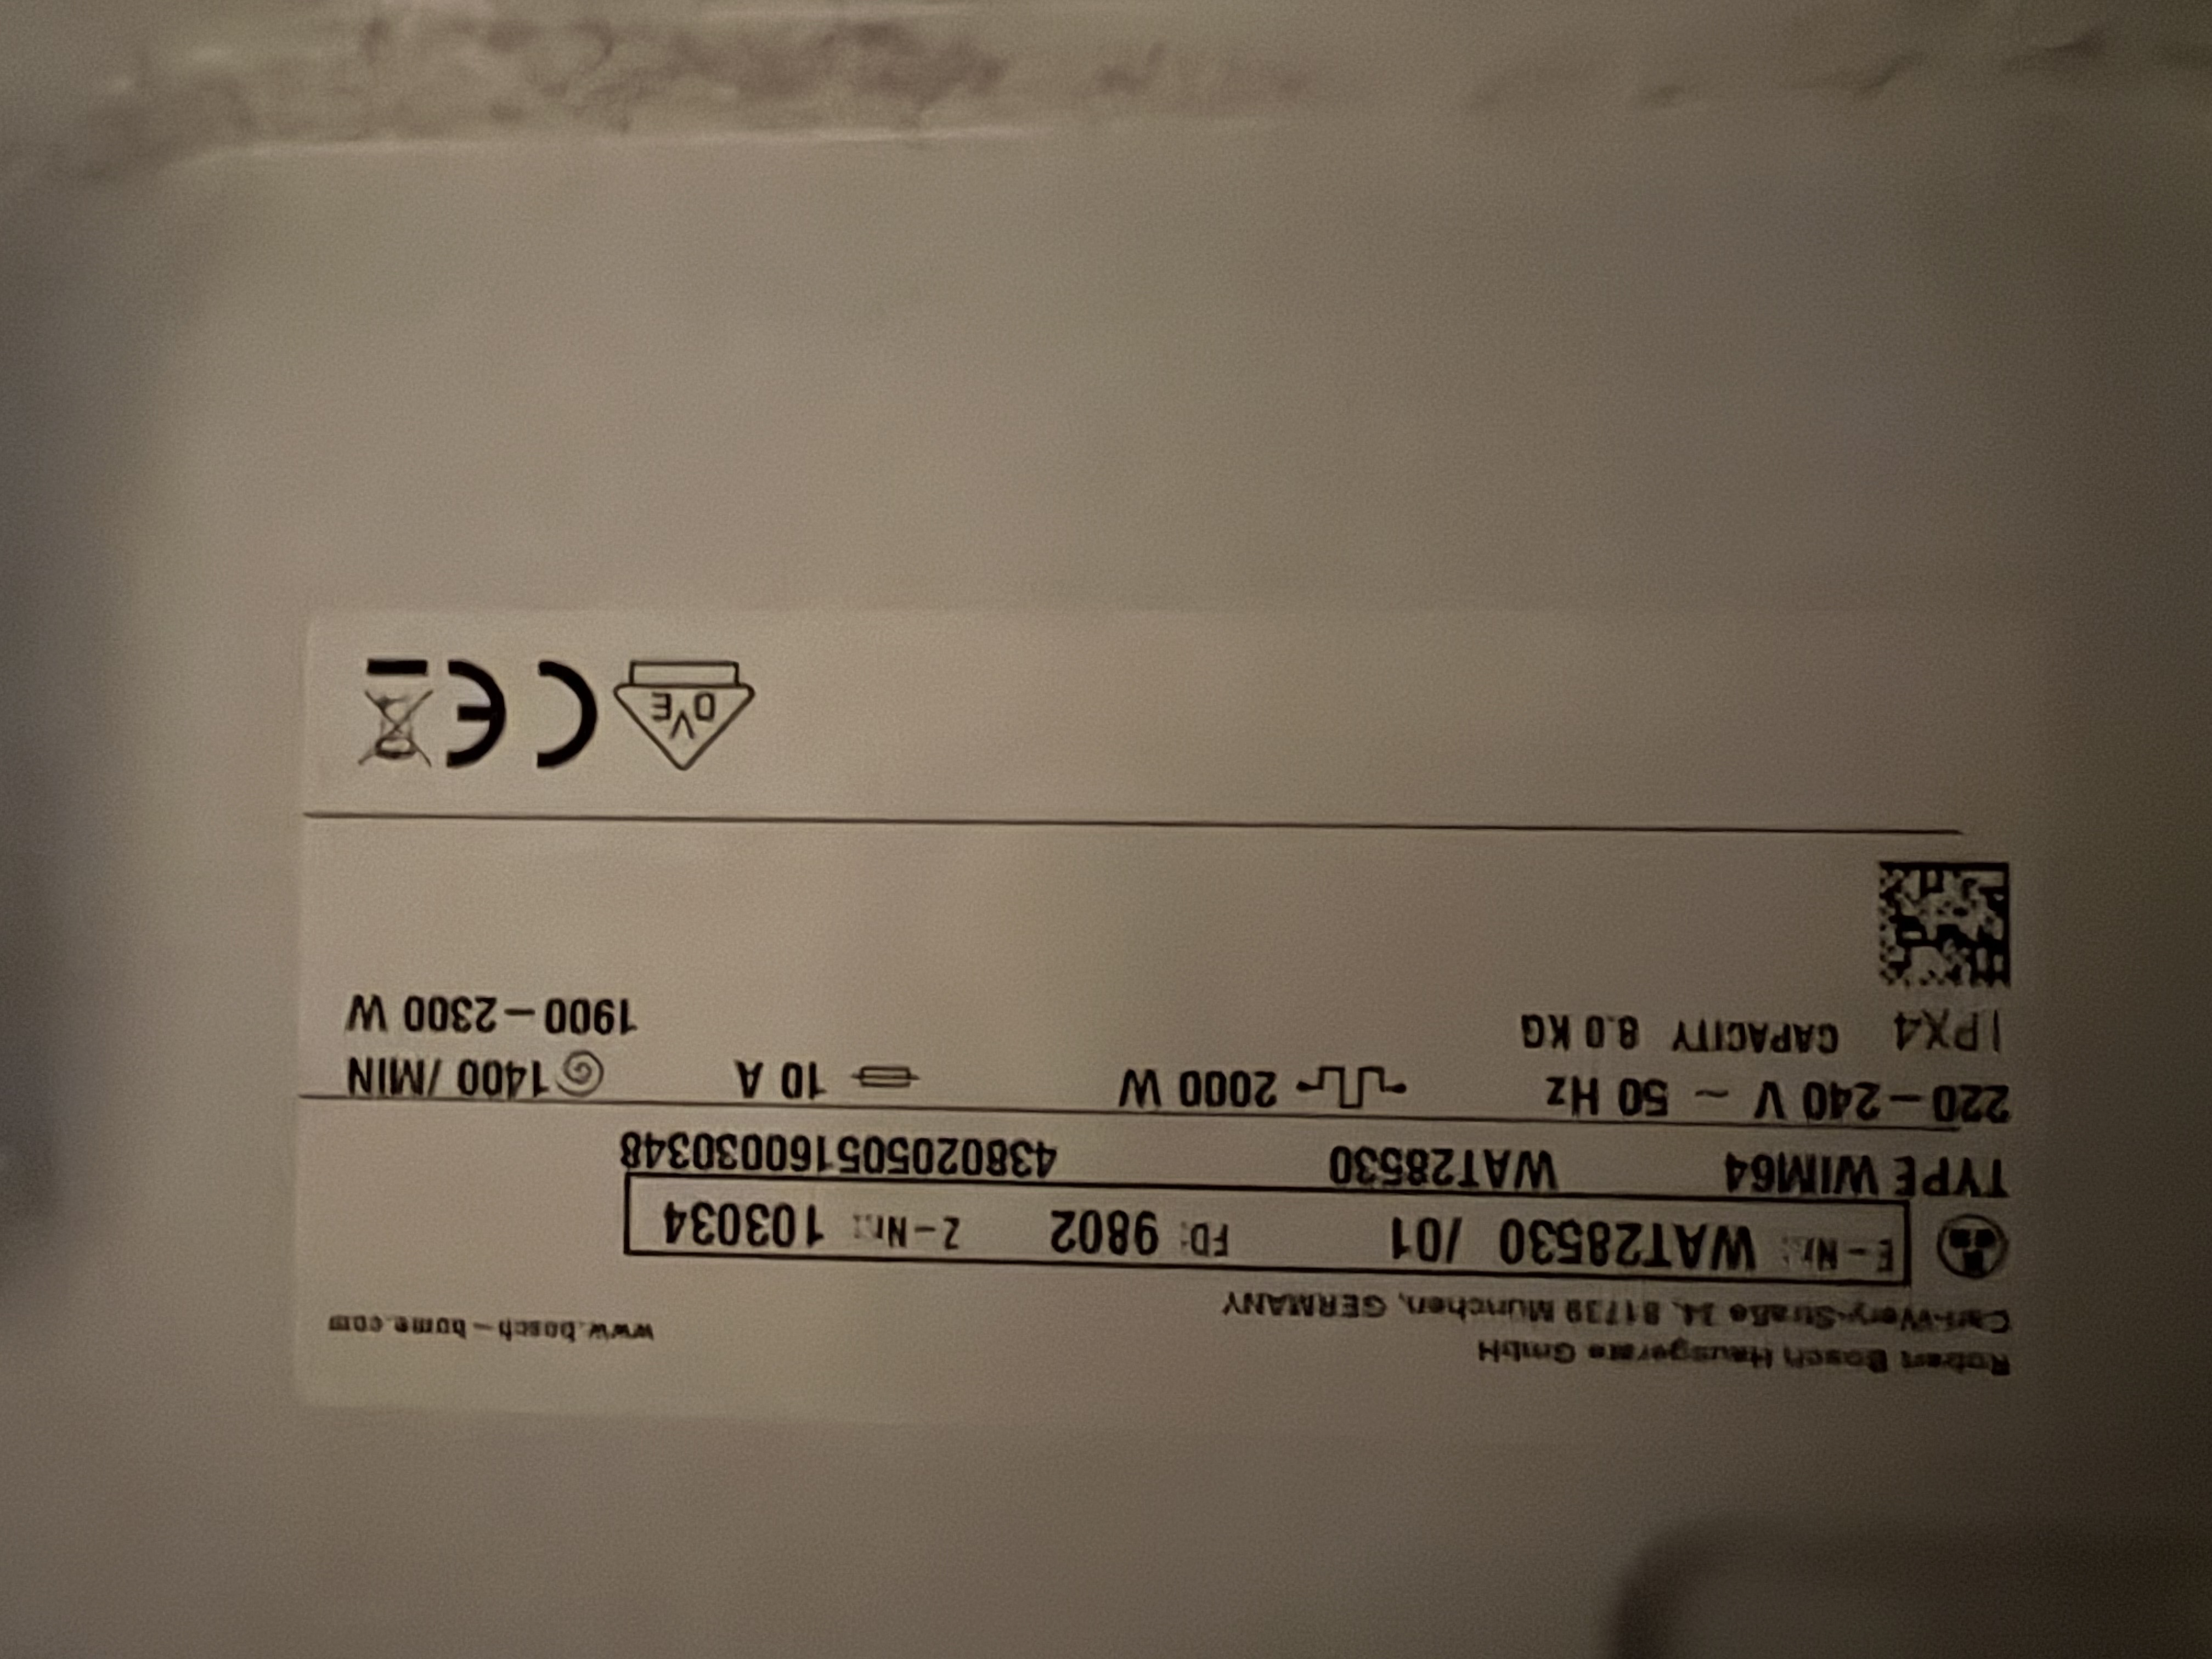 Robert Bosch Hausgeräte GmbH
Carl-Wery-Straße 34, 81739 München, GERMANY
www.bosch-home.com
E-Nr.: WAT28530 /01 FD: 9802 Z-Nr.: 103034
TYPE WIM64 WAT28530 438020505160030348
220-240 V ~ 50 Hz 2000 W 10 A 1400 /MIN
IPX4 CAPACITY 8.0 KG 1900-2300 W
DVE CE